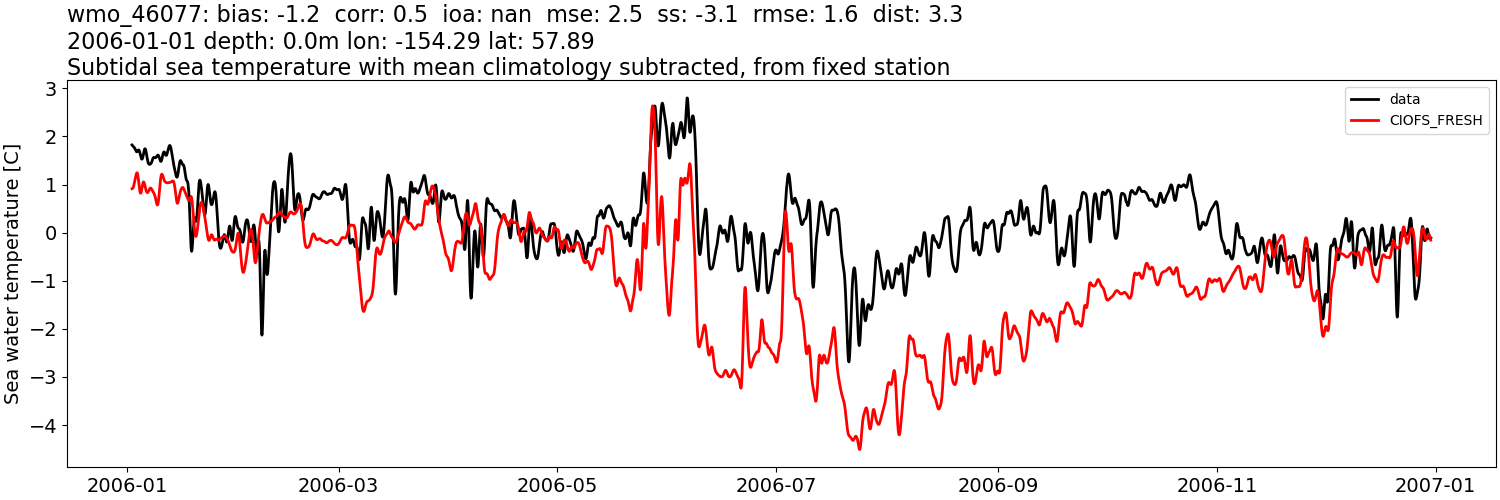 wmo_46077: bias: -1.2  corr: 0.5  ioa: nan  mse: 2.5  ss: -3.1  rmse: 1.6  dist: 3.3
2006-01-01 depth: 0.0m lon: -154.29 lat: 57.89
Subtidal sea temperature with mean climatology subtracted, from fixed station
data
CIOFS_FRESH
Sea water temperature [C]
3
2
1
0
−1
−2
−3
−4
2006-01
2006-03
2006-05
2006-07
2006-09
2006-11
2007-01